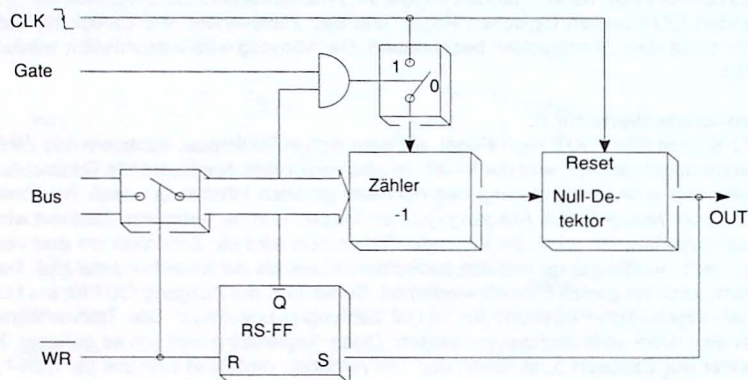 CLK
Gate
1
0
Reset
Bus
Zähler
-1
Null-De-
tektor
OUT
Q
RS-FF
WR
R
S